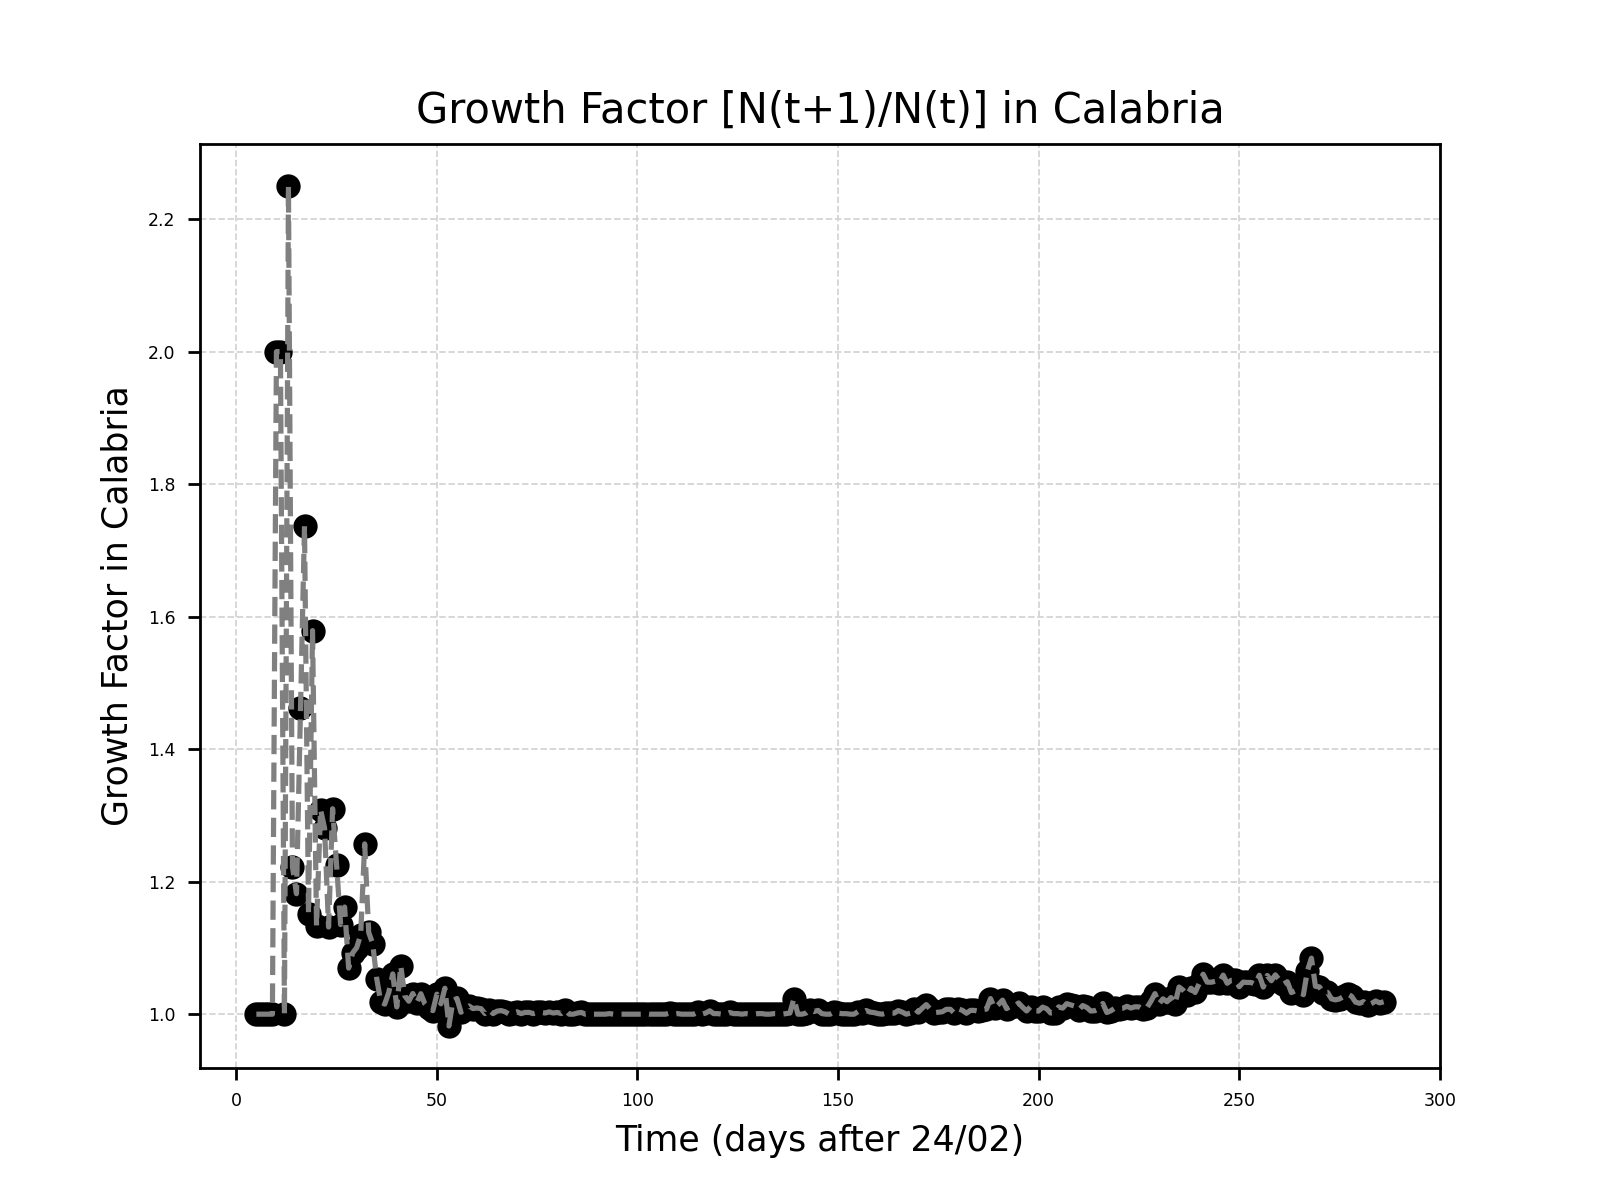 Growth Factor [N(t+1)/N(t)] in Calabria
Growth Factor in Calabria
2.2
2.0
1.8
1.6
1.4
1.2
1.0
0 50 100 150 200 250 300
Time (days after 24/02)